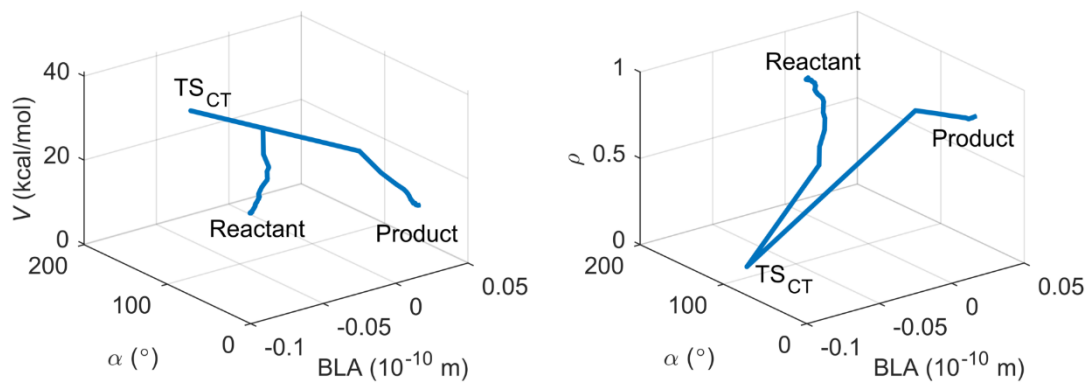 40
20
0
200
100
0
V (kcal/mol)
α (°)
-0.1
-0.05
0
0.05
BLA (10⁻¹⁰ m)
TS_CT
Reactant
Product
1
0.5
0
200
100
0
ρ
α (°)
-0.1
-0.05
0
0.05
BLA (10⁻¹⁰ m)
Reactant
Product
TS_CT